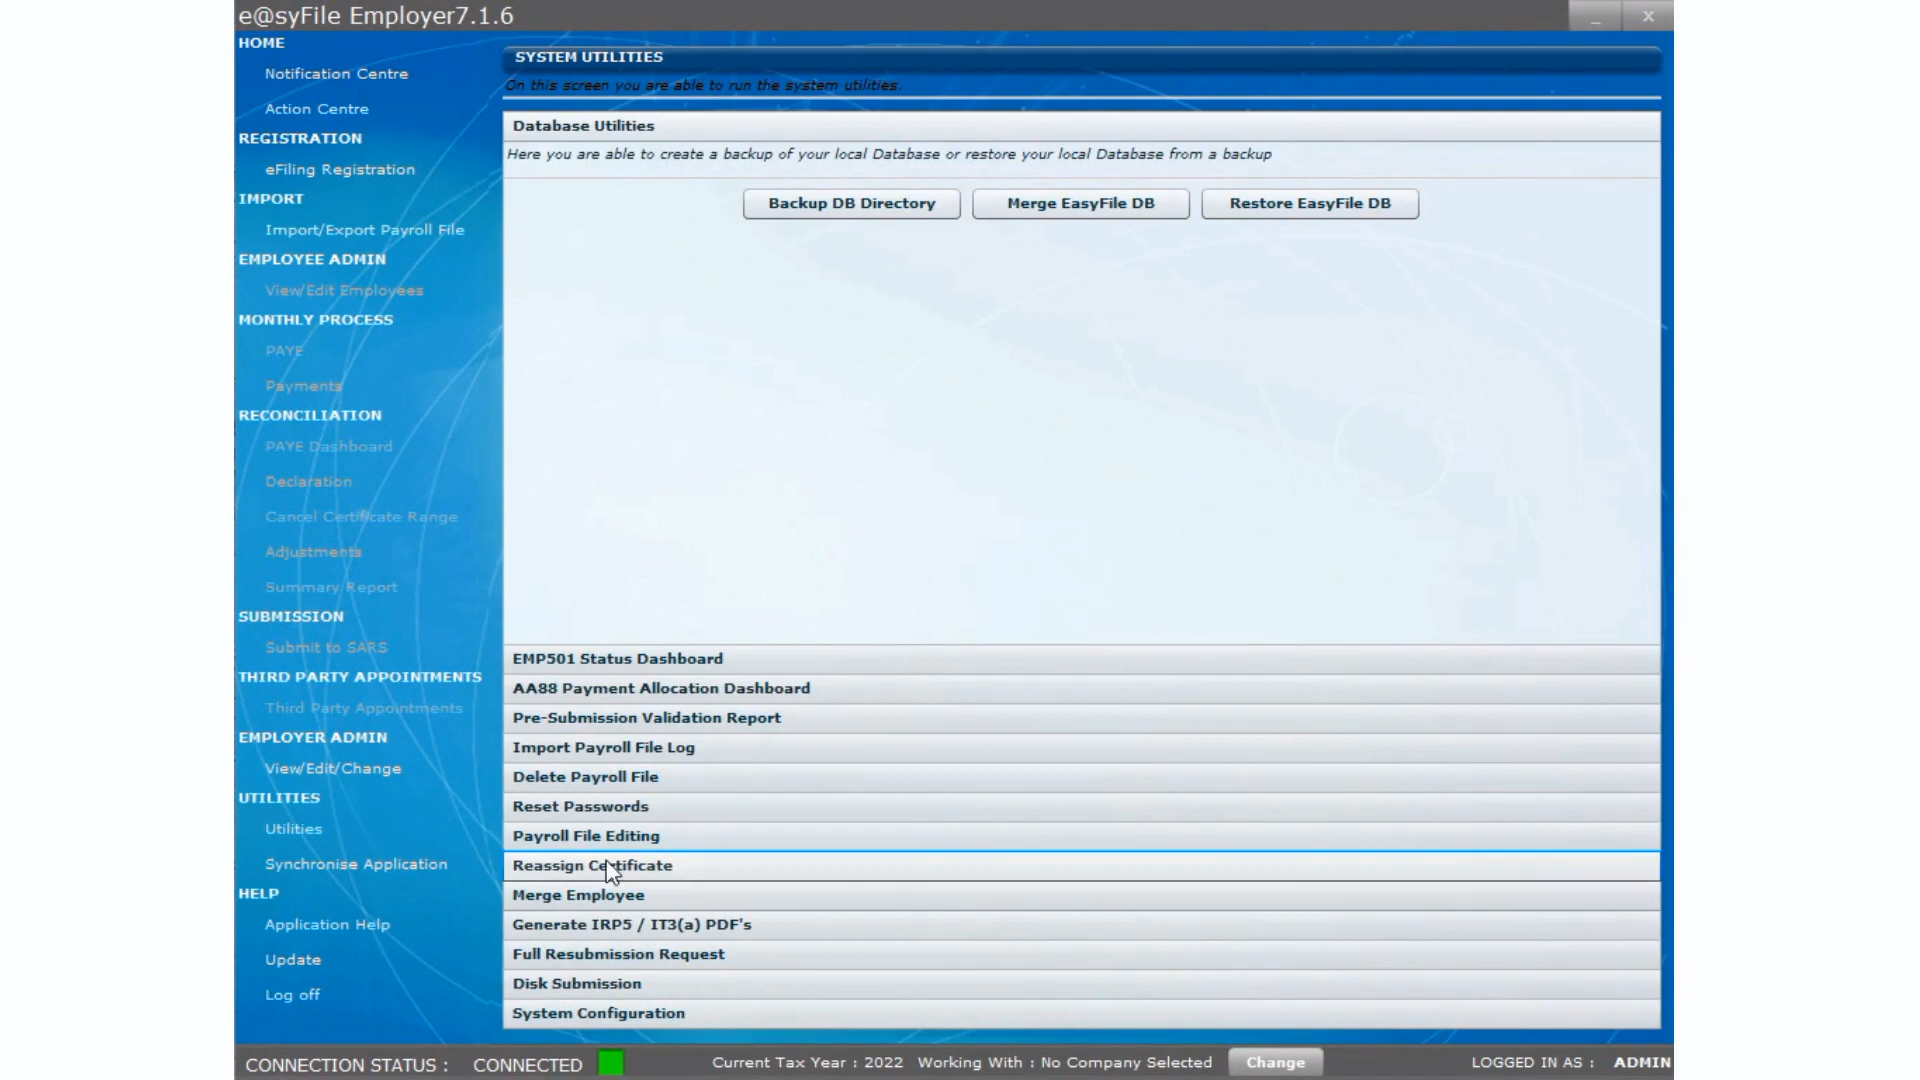 e@syFile Employer7.1.6
_ x
HOME
Notification Centre
Action Centre
REGISTRATION
eFiling Registration
IMPORT
Import/Export Payroll File
EMPLOYEE ADMIN
View/Edit Employees
MONTHLY PROCESS
PAYE
Payments
RECONCILIATION
PAYE Dashboard
Declaration
Cancel Certificate Range
Adjustments
Summary Report
SUBMISSION
Submit to SARS
THIRD PARTY APPOINTMENTS
Third Party Appointments
EMPLOYER ADMIN
View/Edit/Change
UTILITIES
Utilities
Synchronise Application
HELP
Application Help
Update
Log off
SYSTEM UTILITIES
On this screen you are able to run the system utilities.
Database Utilities
Here you are able to create a backup of your local Database or restore your local Database from a backup
Backup DB Directory Merge EasyFile DB Restore EasyFile DB
EMP501 Status Dashboard
AA88 Payment Allocation Dashboard
Pre-Submission Validation Report
Import Payroll File Log
Delete Payroll File
Reset Passwords
Payroll File Editing
Reassign Certificate
Merge Employee
Generate IRP5 / IT3(a) PDF's
Full Resubmission Request
Disk Submission
System Configuration
CONNECTION STATUS : CONNECTED Current Tax Year : 2022 Working With : No Company Selected Change LOGGED IN AS : ADMIN